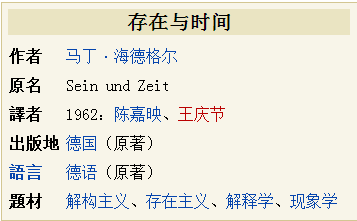 存在与时间
作者 马丁·海德格尔
原名 Sein und Zeit
譯者 1962：陈嘉映、王庆节
出版地 德国（原著）
語言 德语（原著）
題材 解构主义、存在主义、解释学、现象学